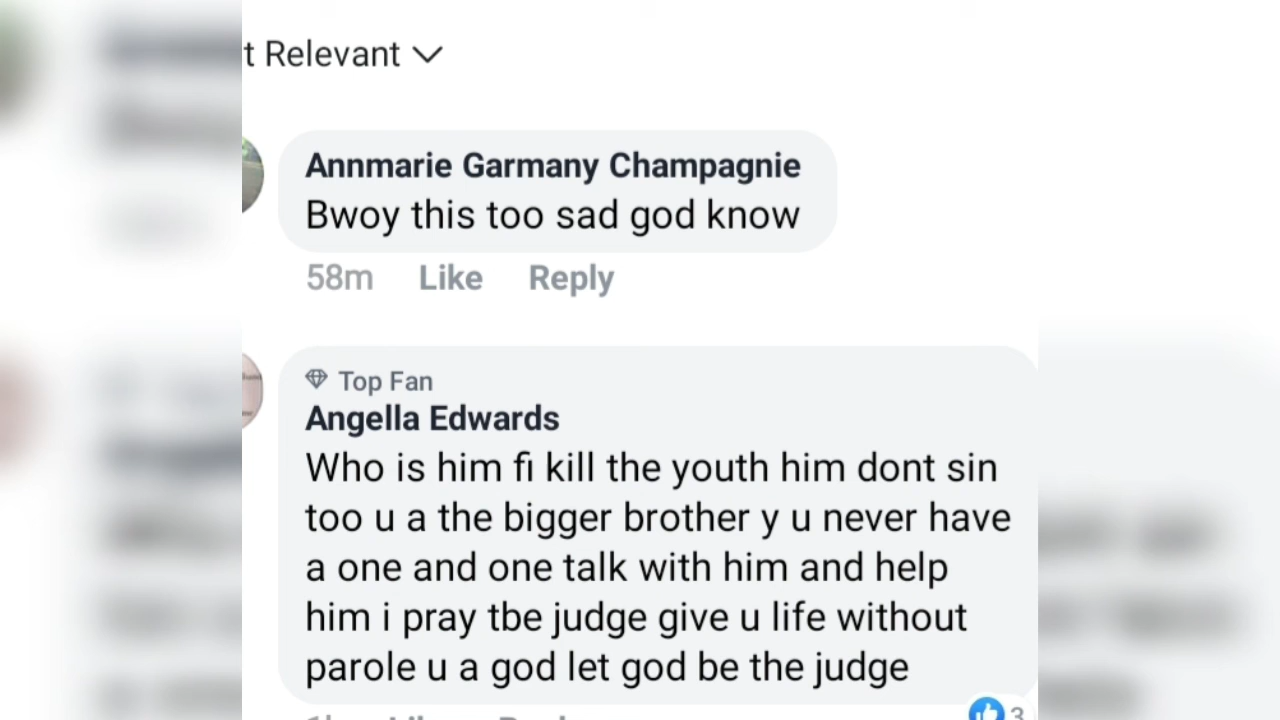 t Relevant
Annmarie Garmany Champagnie
Bwoy this too sad god know
58m Like Reply
Top Fan
Angella Edwards
Who is him fi kill the youth him dont sin
too u a the bigger brother y u never have
a one and one talk with him and help
him i pray tbe judge give u life without
parole u a god let god be the judge
3